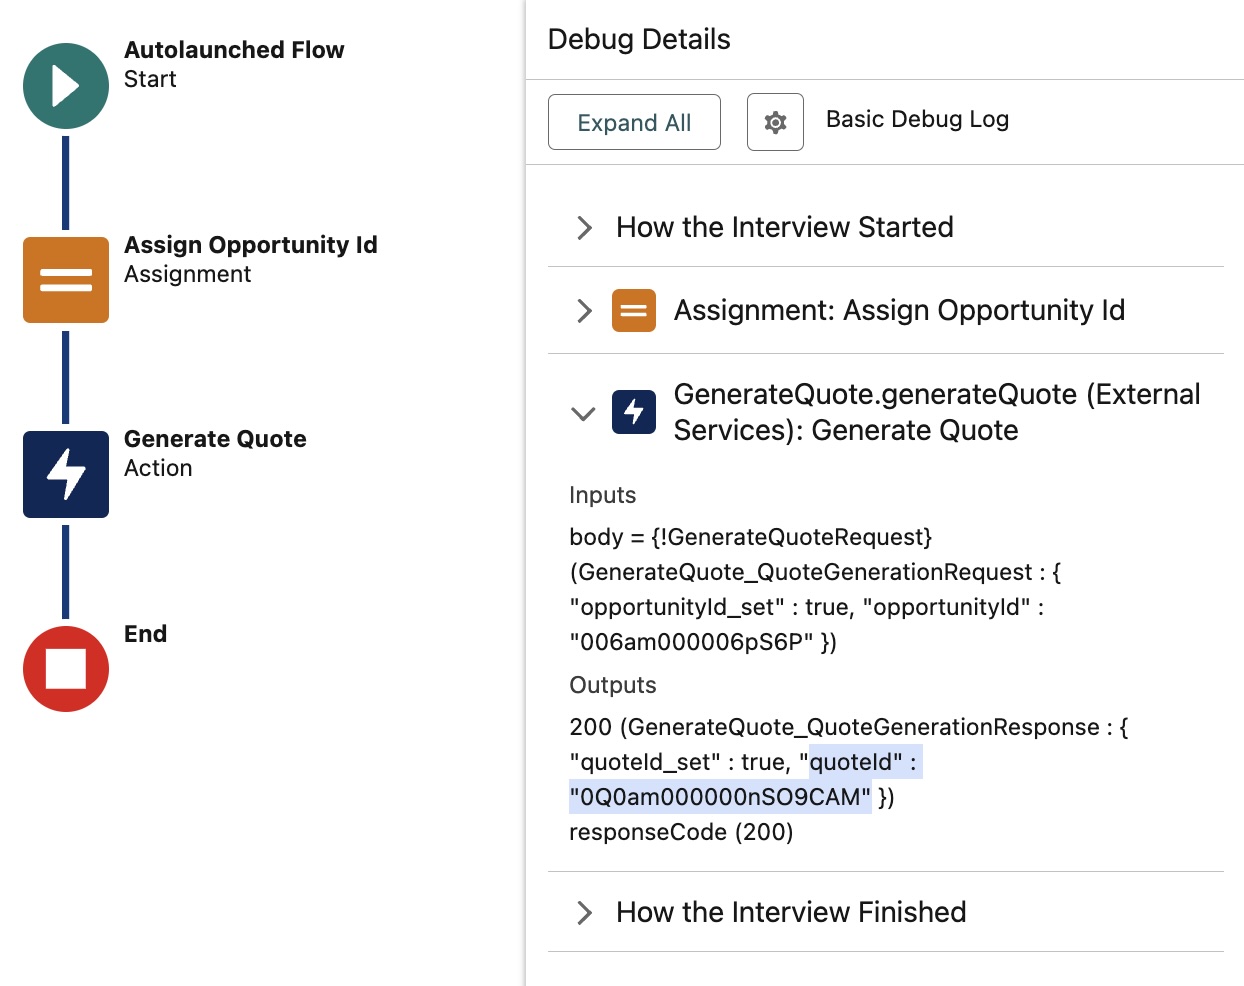 Autolaunched Flow
Start
Assign Opportunity Id
Assignment
Generate Quote
Action
End
Debug Details
Expand All
Basic Debug Log
How the Interview Started
Assignment: Assign Opportunity Id
GenerateQuote.generateQuote (External
Services): Generate Quote
Inputs
body = {!GenerateQuoteRequest}
(GenerateQuote_QuoteGenerationRequest : {
"opportunityId_set" : true, "opportunityId" :
"006am000006pS6P" })
Outputs
200 (GenerateQuote_QuoteGenerationResponse : {
"quoteId_set" : true, "quoteId" :
"0Q0am000000nSO9CAM" })
responseCode (200)
How the Interview Finished